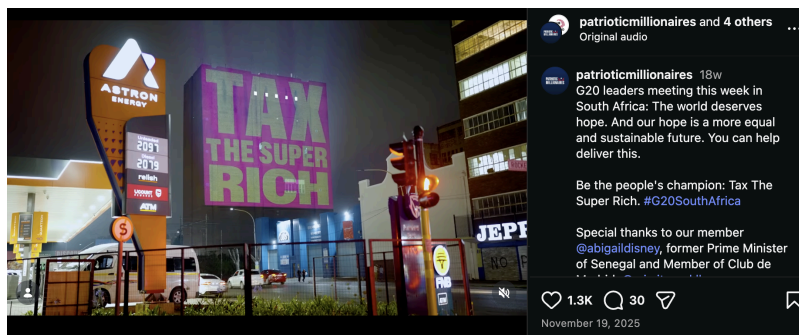 ASTRON
ENERGY
Unleaded
2097
2079
relish
ATM
$
TAX
THE SUPER
RICH
JEPP
FNB
patrioticmillionaires and 4 others
Original audio
...
patrioticmillionaires 18w
G20 leaders meeting this week in
South Africa: The world deserves
hope. And our hope is a more equal
and sustainable future. You can help
deliver this.
Be the people's champion: Tax The
Super Rich. #G20SouthAfrica
Special thanks to our member
@abigaildisney, former Prime Minister
of Senegal and Member of Club de
1.3K
30
November 19, 2025